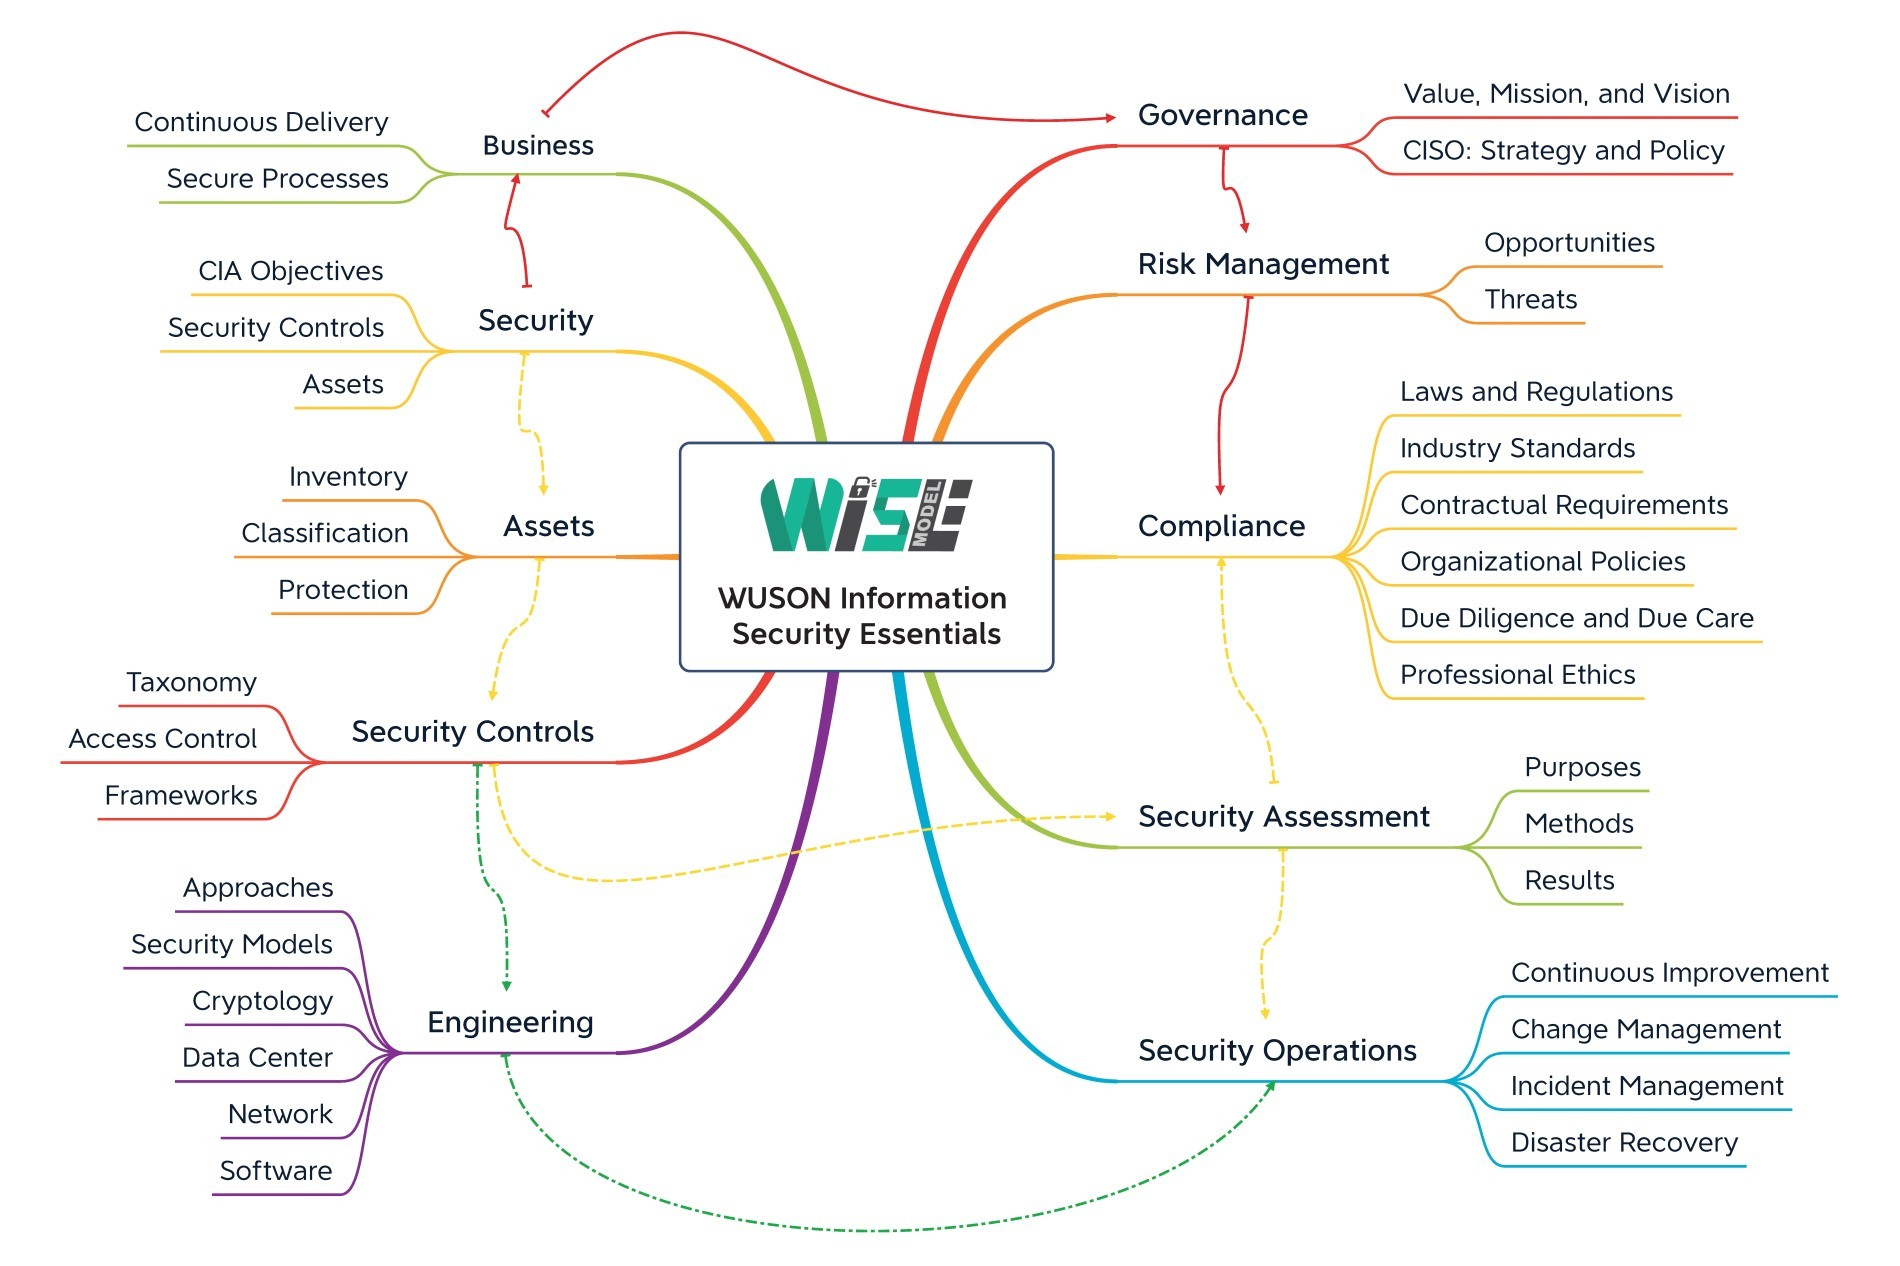 Governance
Value, Mission, and Vision
CISO: Strategy and Policy
Risk Management
Opportunities
Threats
Compliance
Laws and Regulations
Industry Standards
Contractual Requirements
Organizational Policies
Due Diligence and Due Care
Professional Ethics
Security Assessment
Purposes
Methods
Results
Security Operations
Continuous Improvement
Change Management
Incident Management
Disaster Recovery
Business
Continuous Delivery
Secure Processes
Security
CIA Objectives
Security Controls
Assets
Assets
Inventory
Classification
Protection
Security Controls
Taxonomy
Access Control
Frameworks
Engineering
Approaches
Security Models
Cryptology
Data Center
Network
Software
WiSE MODEL
WUSON Information
Security Essentials